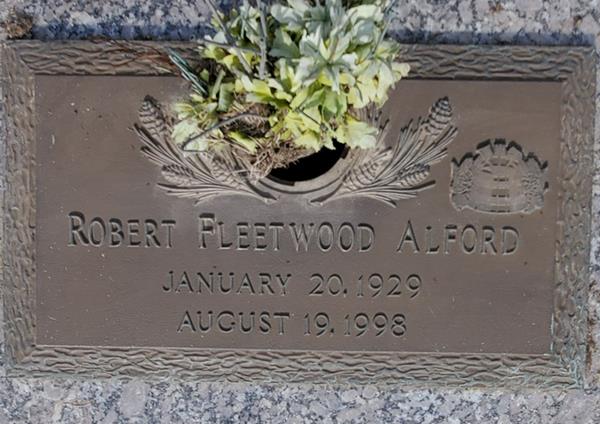 ROBERT FLEETWOOD ALFORD
JANUARY 20, 1929
AUGUST 19, 1998